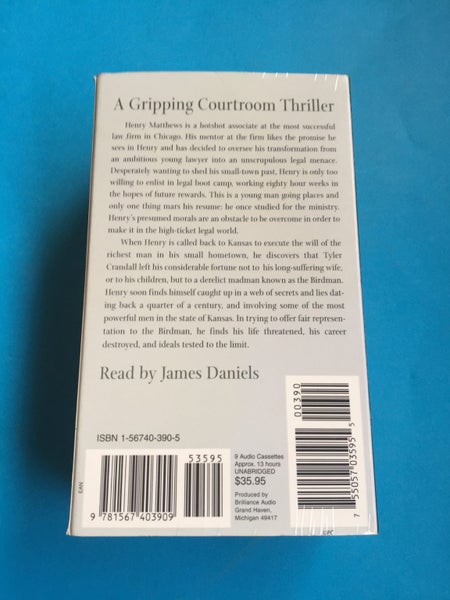 A Gripping Courtroom Thriller
Henry Matthews is a hotshot associate at the most successful
law firm in Chicago. His mentor at the firm likes the promise he
sees in Henry and has decided to oversee his transformation from
an ambitious young lawyer into an unscrupulous legal menace.
Desperately wanting to shed his small-town past, Henry is only too
willing to enlist in legal boot camp, working eighty hour weeks in
the hopes of future rewards. This is a young man going places and
only one thing mars his resume: he once studied for the ministry.
Henry's presumed morals are an obstacle to be overcome in order to
make it in the high-ticket legal world.
When Henry is called back to Kansas to execute the will of the
richest man in his small hometown, he discovers that Tyler
Crandall left his considerable fortune not to his long-suffering wife,
or to his children, but to a derelict madman known as the Birdman.
Henry soon finds himself caught up in a web of secrets and lies dat-
ing back a quarter of a century, and involving some of the most
powerful men in the state of Kansas. In trying to offer fair represen-
tation to the Birdman, he finds his life threatened, his career
destroyed, and ideals tested to the limit.
Read by James Daniels
ISBN 1-56740-390-5
53595
EAN
9 781567 403909
9 Audio Cassettes
Approx. 13 hours
UNABRIDGED
$35.95
Produced by
Brilliance Audio
Grand Haven,
Michigan 49417
00390
7 55057 03595 5
UPC